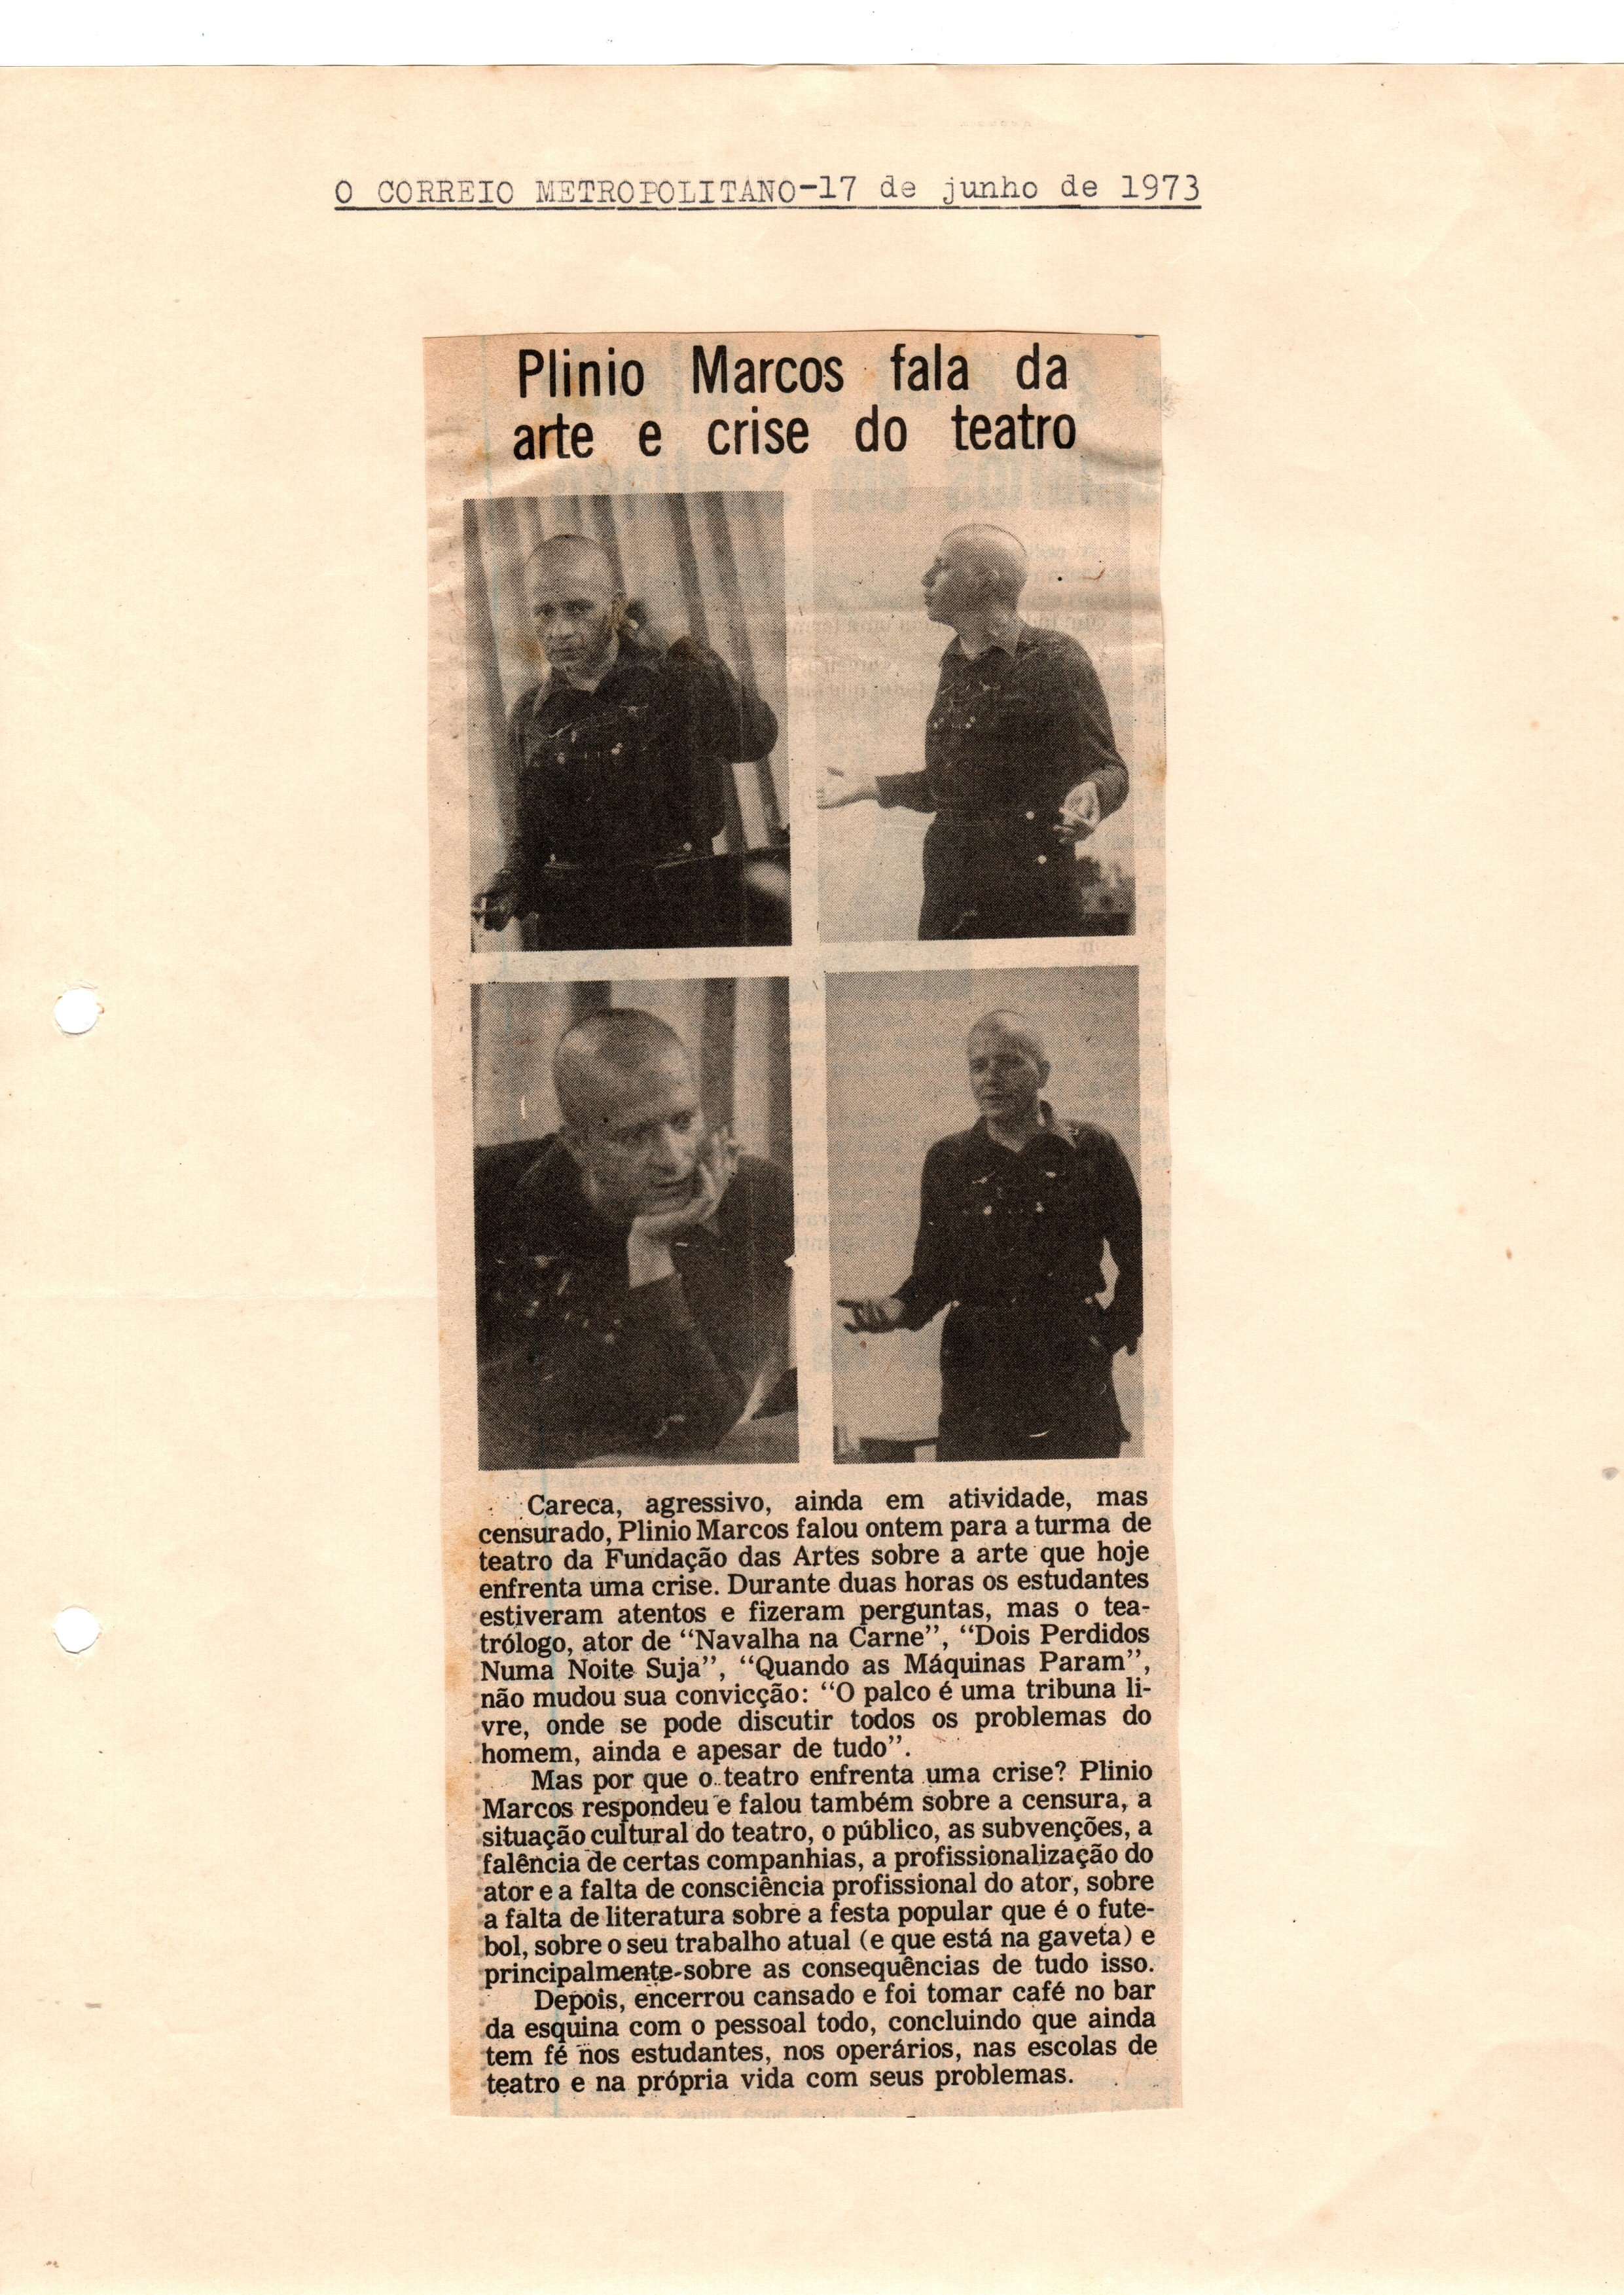 O CORREIO METROPOLITANO-17 de junho de 1973
Plinio Marcos fala da
arte e crise do teatro
Careca, agressivo, ainda em atividade, mas
censurado, Plinio Marcos falou ontem para a turma de
teatro da Fundação das Artes sobre a arte que hoje
enfrenta uma crise. Durante duas horas os estudantes
estiveram atentos e fizeram perguntas, mas o tea-
trólogo, ator de “Navalha na Carne”, “Dois Perdidos
Numa Noite Suja”, “Quando as Máquinas Param”,
não mudou sua convicção: “O palco é uma tribuna li-
vre, onde se pode discutir todos os problemas do
homem, ainda e apesar de tudo”.
Mas por que o teatro enfrenta uma crise? Plinio
Marcos respondeu e falou também sobre a censura, a
situação cultural do teatro, o público, as subvenções, a
falência de certas companhias, a profissionalização do
ator e a falta de consciência profissional do ator, sobre
a falta de literatura sobre a festa popular que é o fute-
bol, sobre o seu trabalho atual (e que está na gaveta) e
principalmente sobre as consequências de tudo isso.
Depois, encerrou cansado e foi tomar café no bar
da esquina com o pessoal todo, concluindo que ainda
tem fé nos estudantes, nos operários, nas escolas de
teatro e na própria vida com seus problemas.